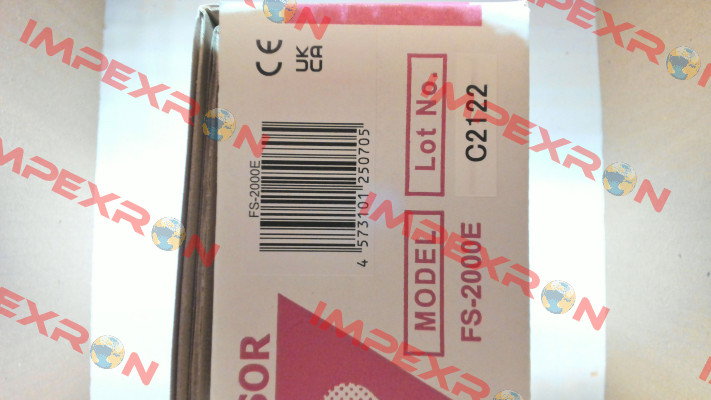 CE
UK
CA
FS-2000E
4 573101 250705
Lot No.
C2122
MODEL
FS-2000E
SOR
IMPEXRON
IMPEXRON
IMPEXRON
IMPEXRON
IMPEXRON
IMPEXRON
IMPEXRON